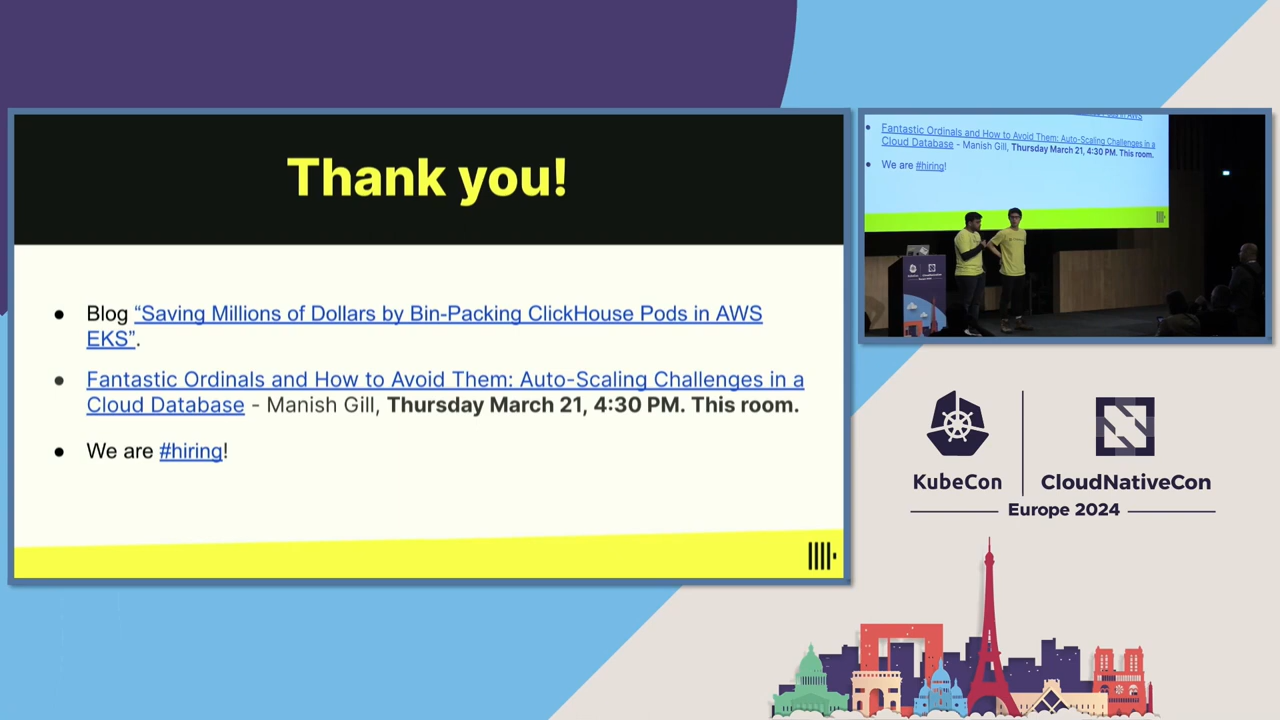 Thank you!
● Blog “Saving Millions of Dollars by Bin-Packing ClickHouse Pods in AWS
EKS”.
● Fantastic Ordinals and How to Avoid Them: Auto-Scaling Challenges in a
Cloud Database - Manish Gill, Thursday March 21, 4:30 PM. This room.
● We are #hiring!
● Fantastic Ordinals and How to Avoid Them: Auto-Scaling Challenges in a
Cloud Database - Manish Gill, Thursday March 21, 4:30 PM. This room.
● We are #hiring!
KubeCon
CloudNativeCon
Europe 2024